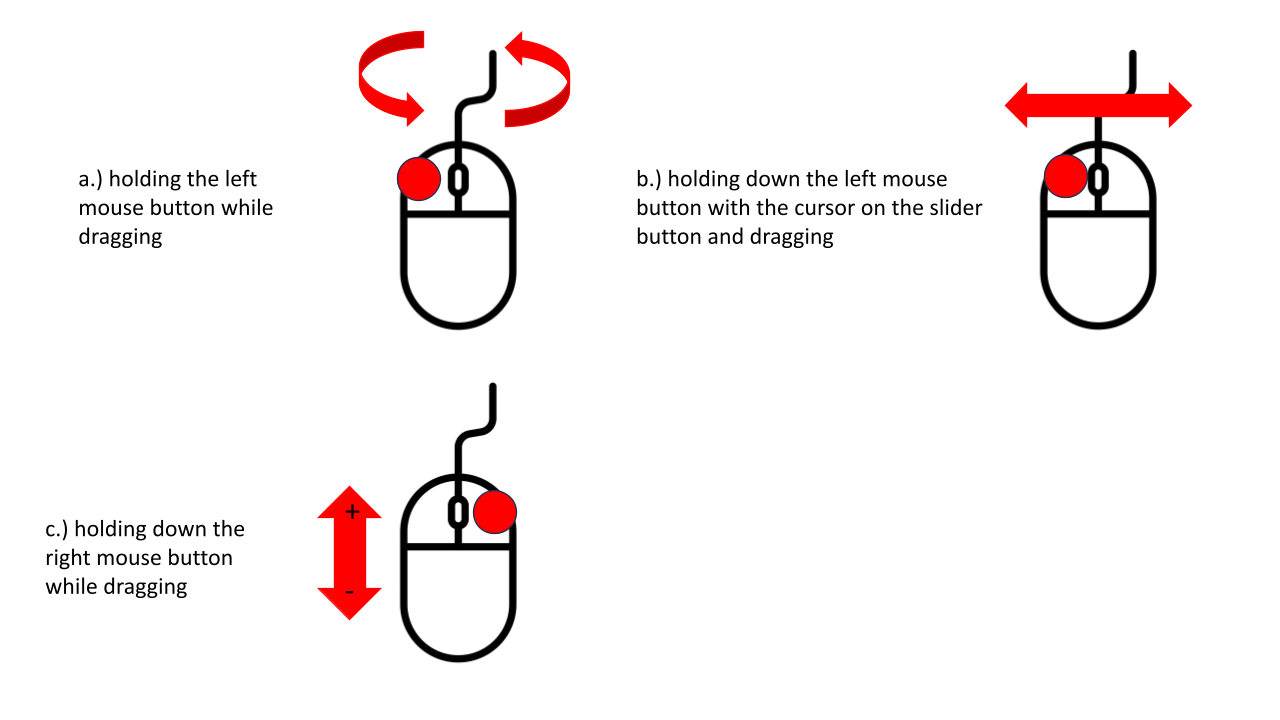 a.) holding the left
mouse button while
dragging
b.) holding down the left mouse
button with the cursor on the slider
button and dragging
c.) holding down the
right mouse button
while dragging
+
-